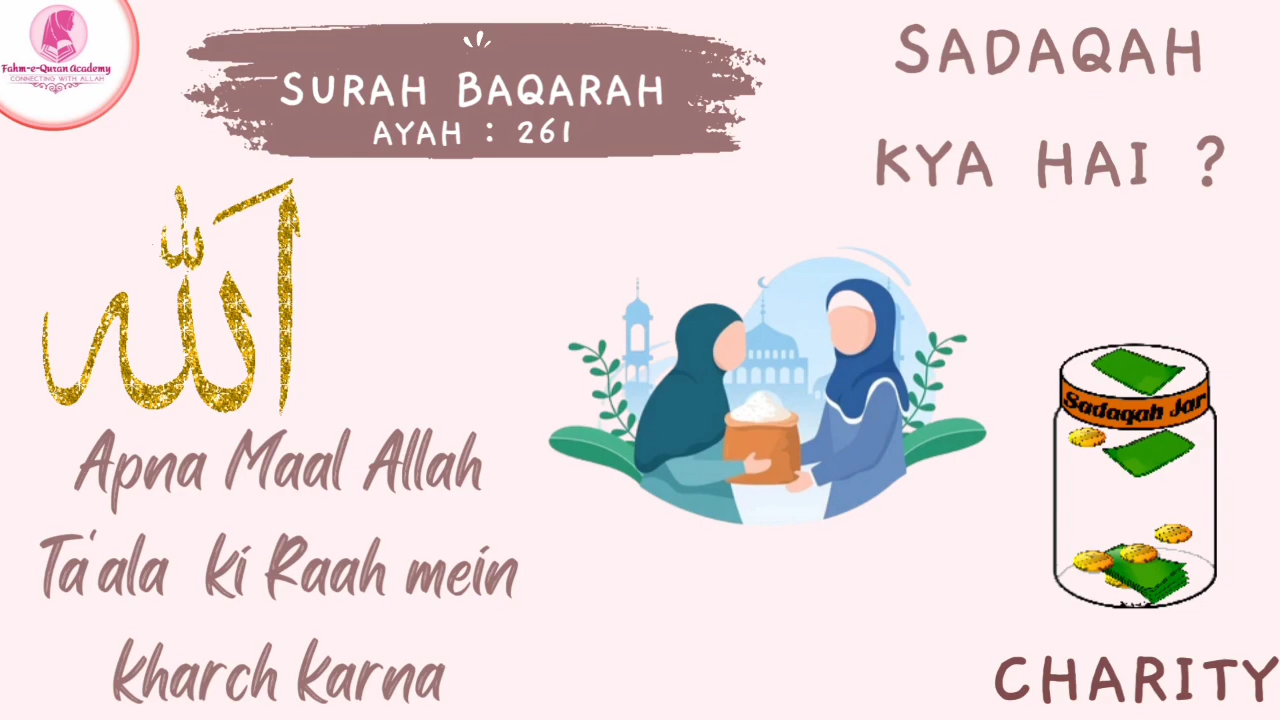 Fahm-e-Quran Academy
CONNECTING WITH ALLAH
SURAH BAQARAH
AYAH : 261
SADAQAH
KYA HAI ?
الله
Apna Maal Allah
Ta'ala ki Raah mein
kharch karna
Sadaqah Jar
CHARITY